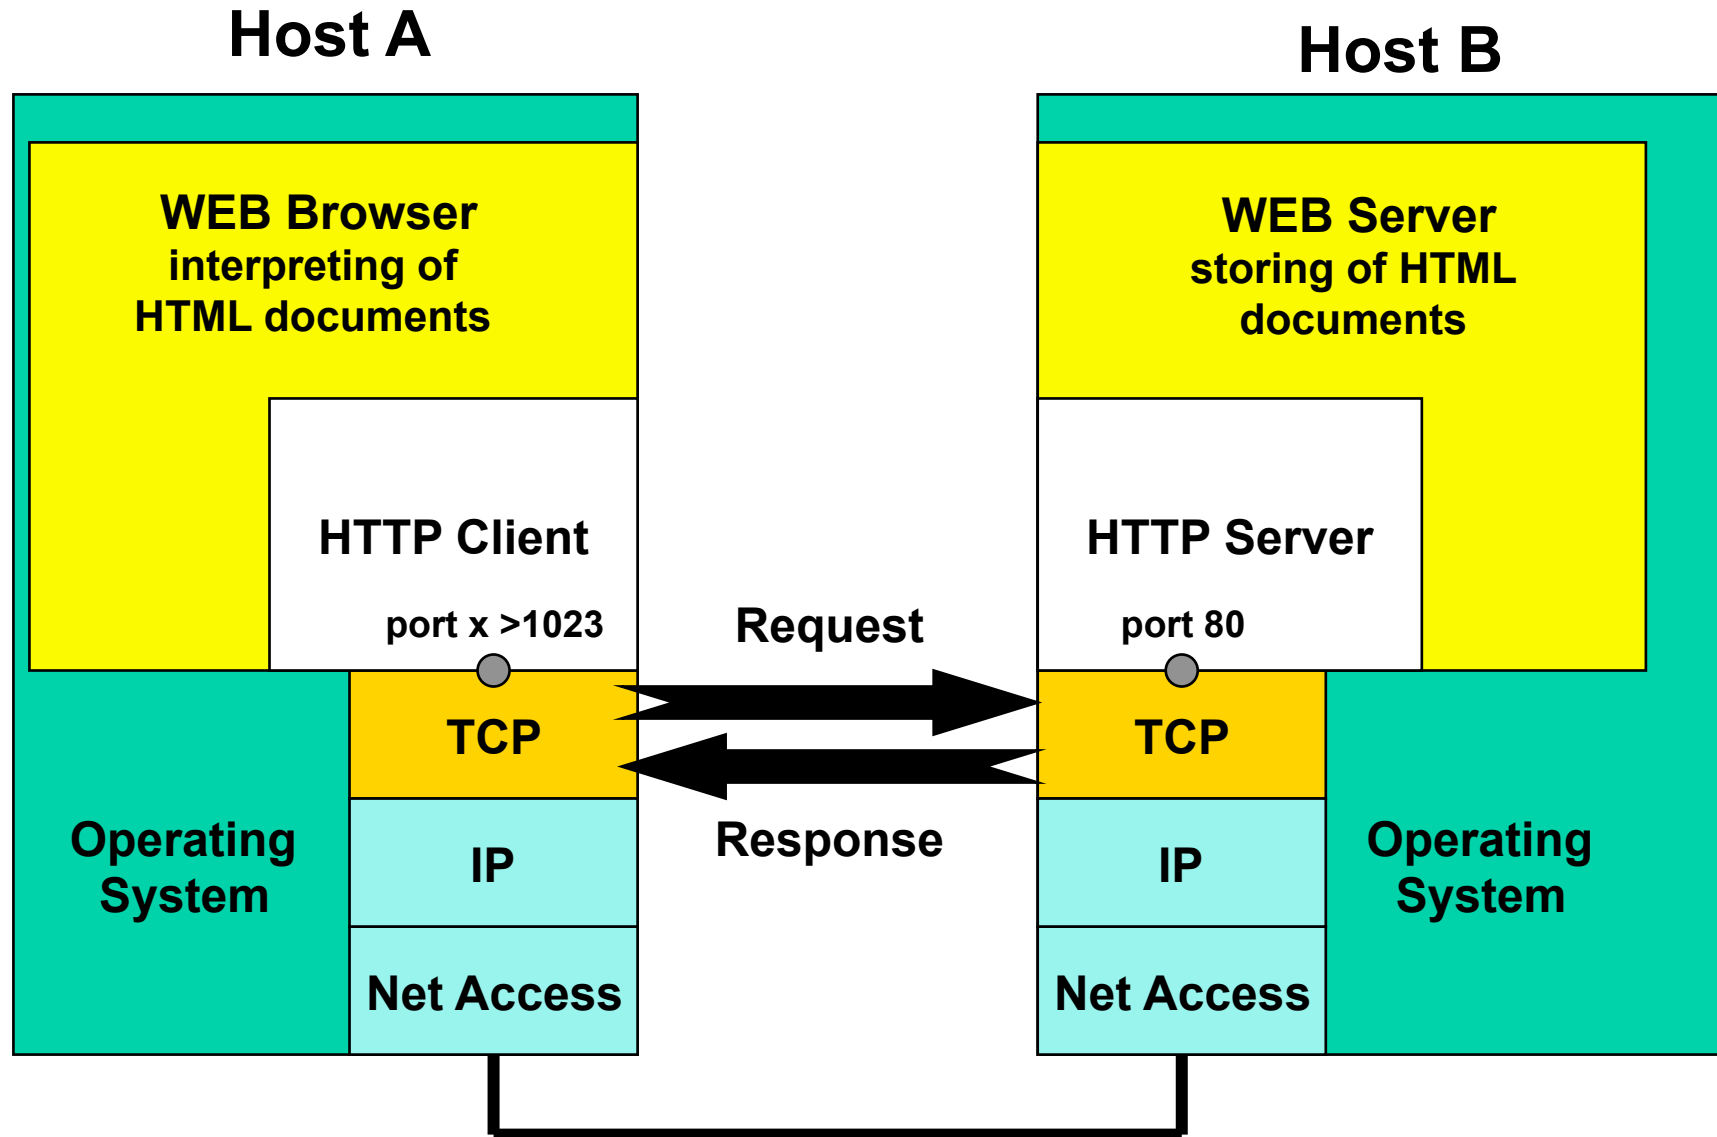 Host A
WEB Browser
interpreting of
HTML documents
HTTP Client
port x >1023
TCP
IP
Net Access
Operating
System
Request
Response
Host B
WEB Server
storing of HTML
documents
HTTP Server
port 80
TCP
IP
Net Access
Operating
System